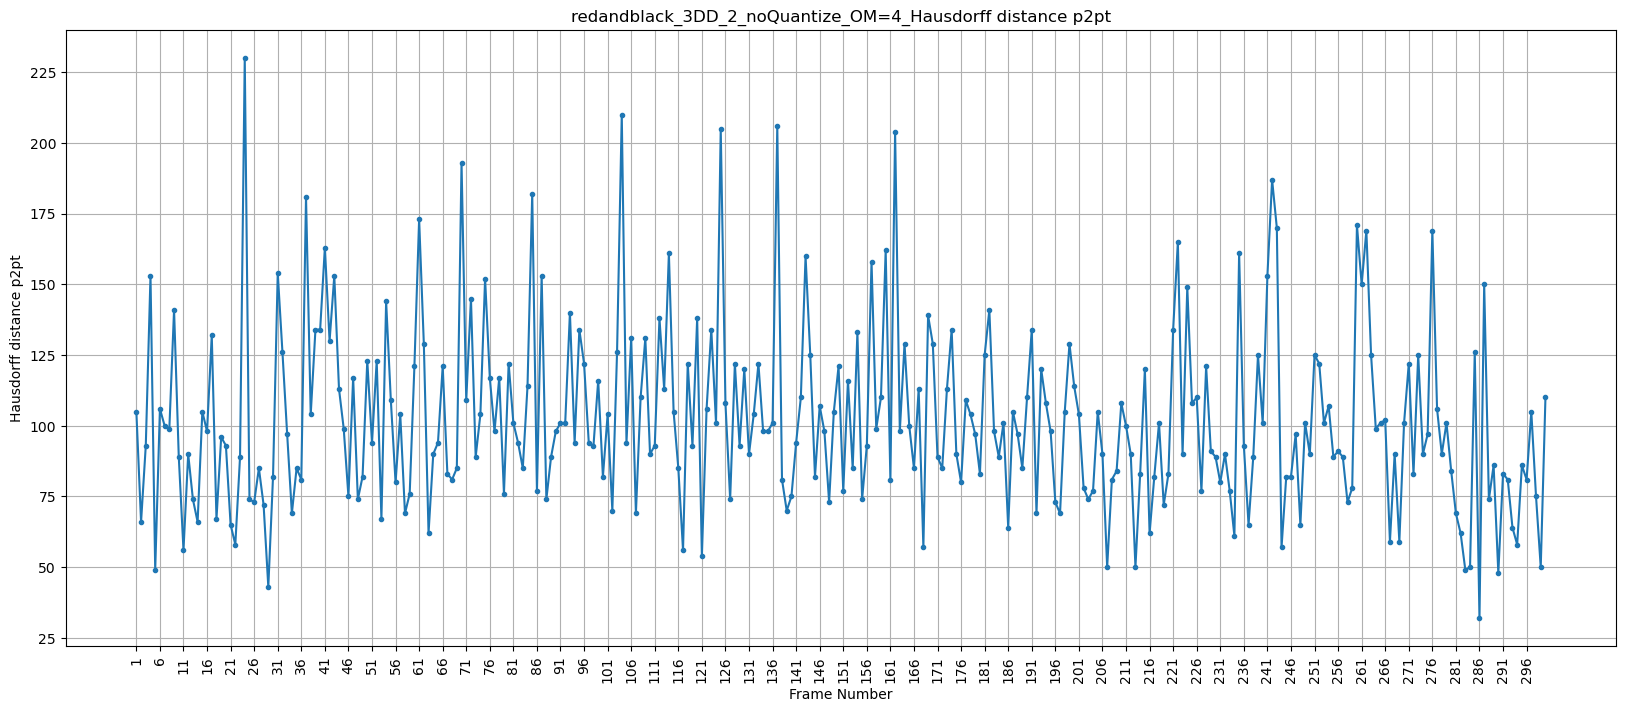 redandblack_3DD_2_noQuantize_OM=4_Hausdorff distance p2pt
225
200
175
150
125
100
75
50
25
Hausdorff distance p2pt
1 6 11 16 21 26 31 36 41 46 51 56 61 66 71 76 81 86 91 96 101 106 111 116 121 126 131 136 141 146 151 156 161 166 171 176 181 186 191 196 201 206 211 216 221 226 231 236 241 246 251 256 261 266 271 276 281 286 291 296
Frame Number